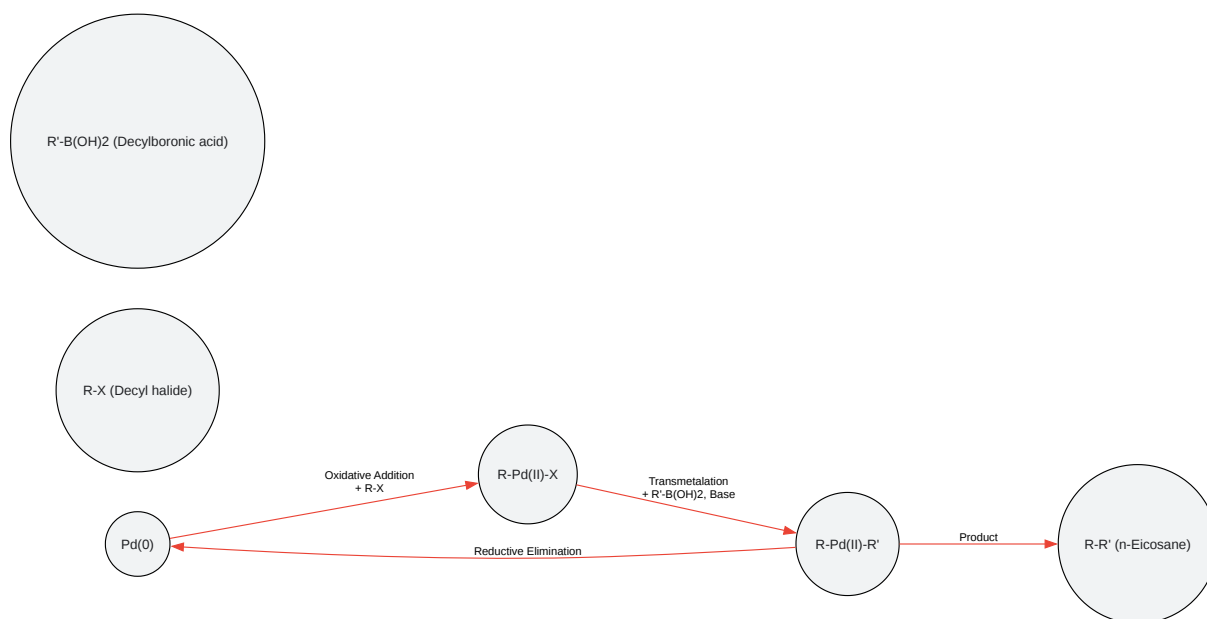 R'-B(OH)2 (Decylboronic acid)
R-X (Decyl halide)
Oxidative Addition
+ R-X
R-Pd(II)-X
Transmetalation
+ R'-B(OH)2, Base
Pd(0)
Reductive Elimination
R-Pd(II)-R'
Product
R-R' (n-Eicosane)